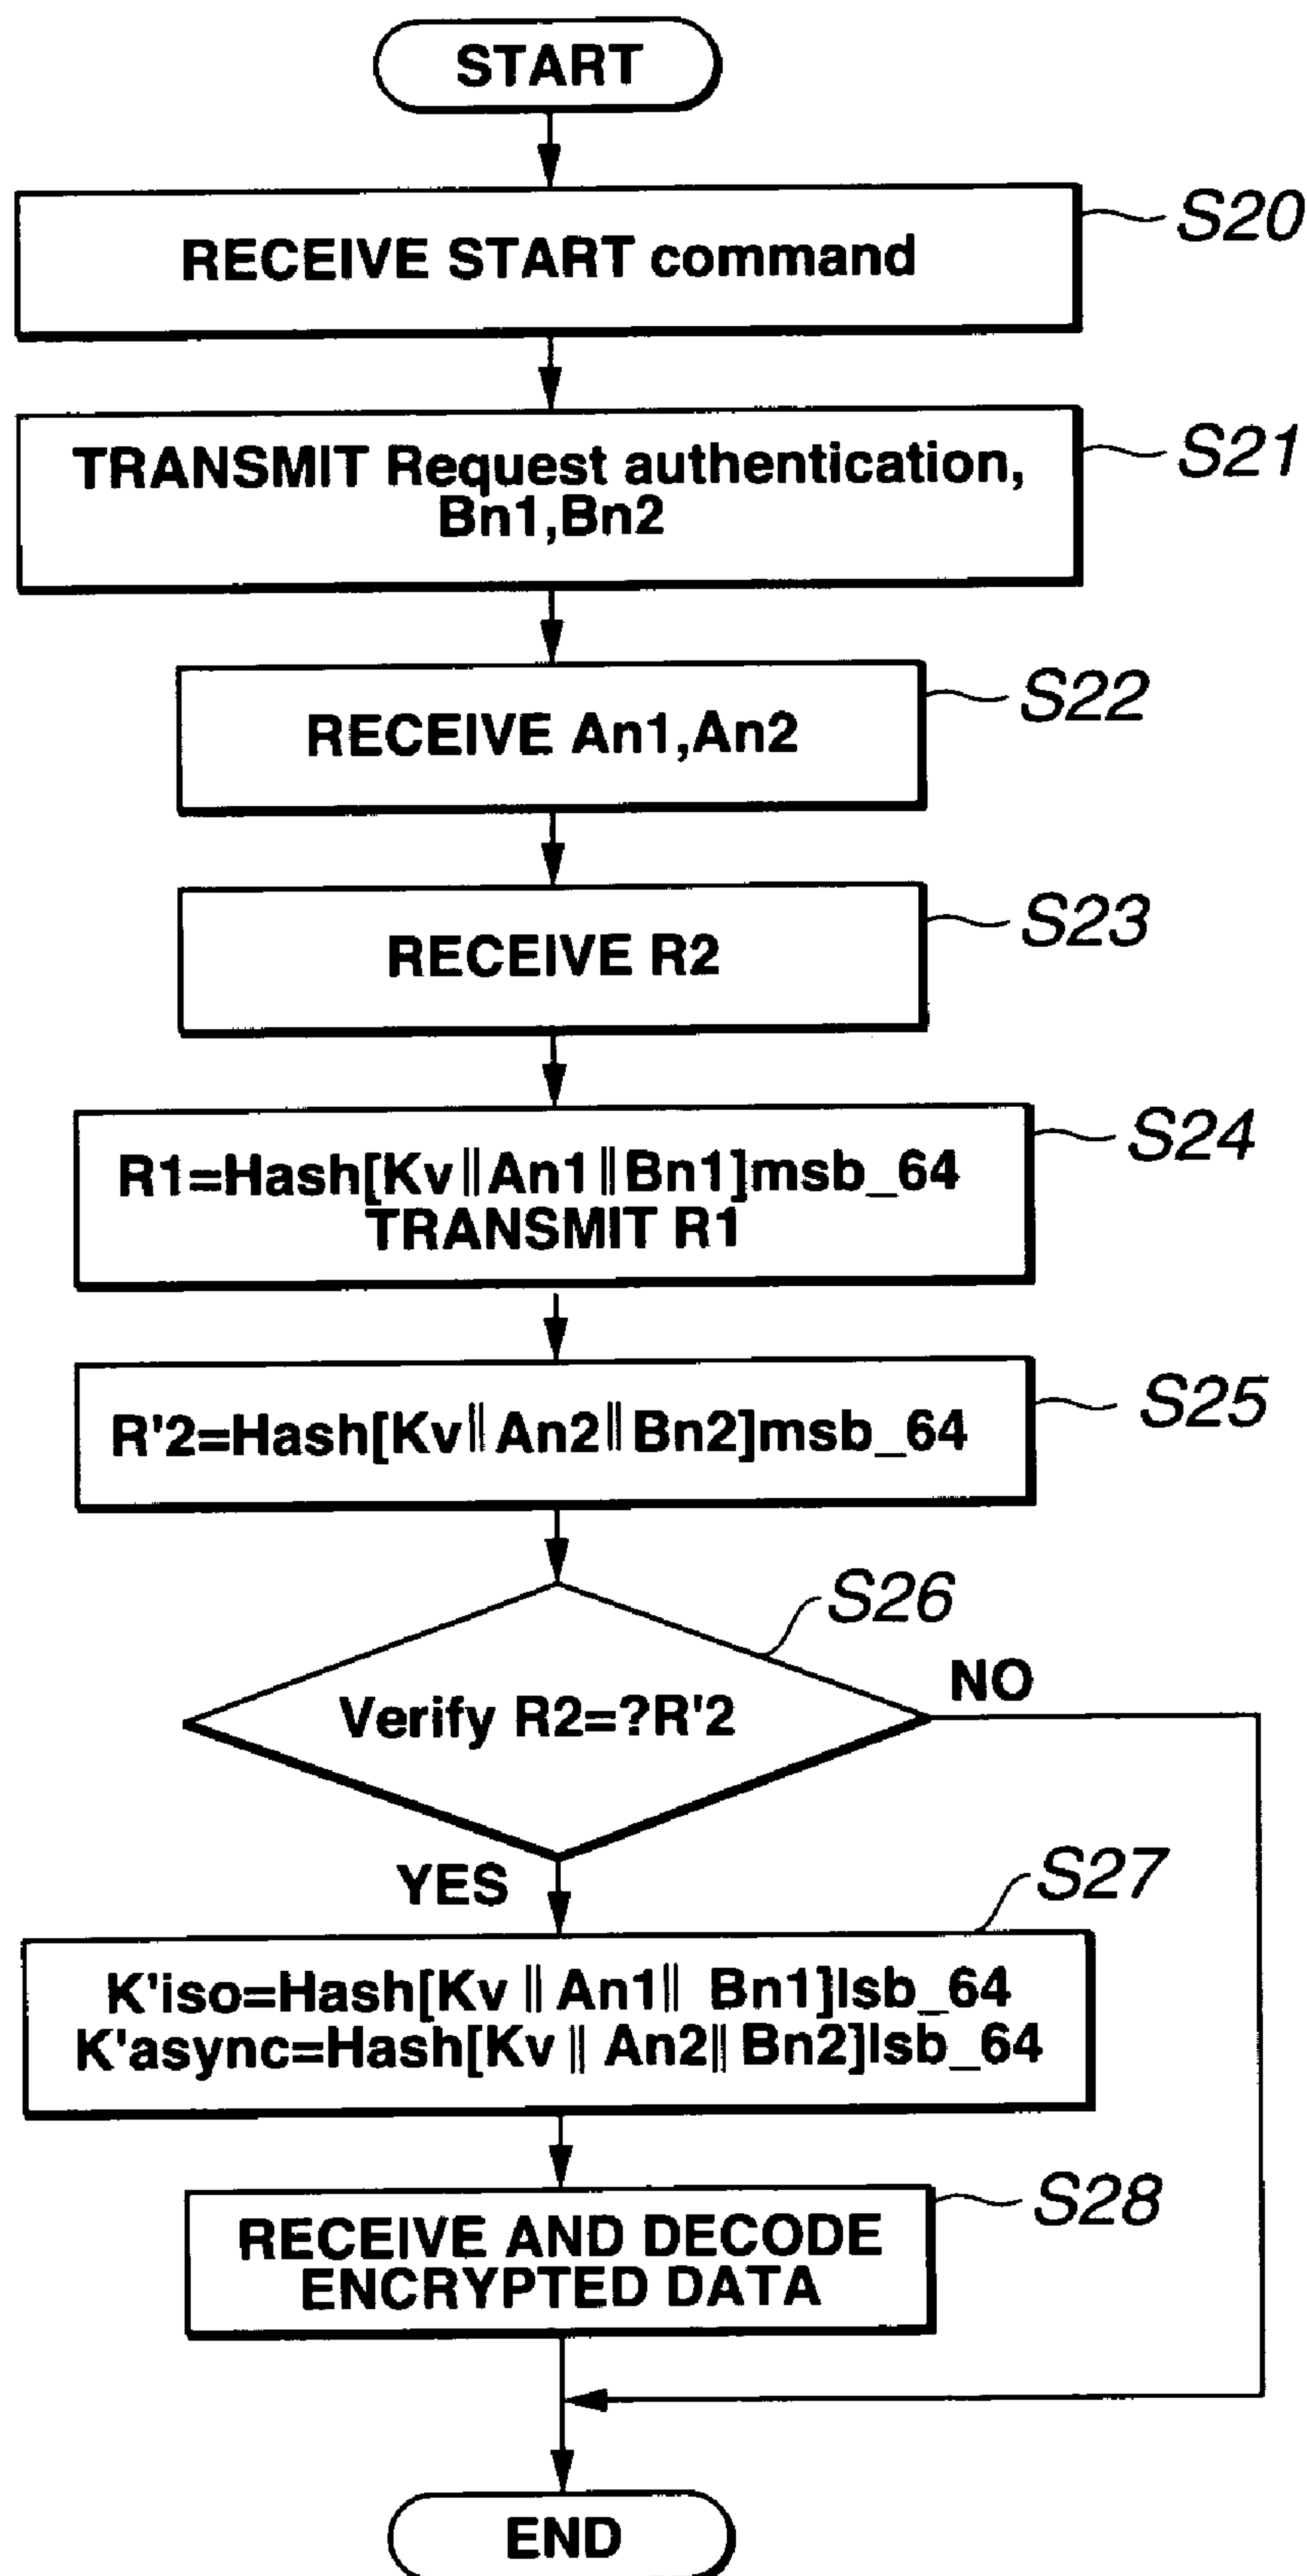 START
RECEIVE START command
S20
TRANSMIT Request authentication,
Bn1,Bn2
S21
RECEIVE An1,An2
S22
RECEIVE R2
S23
R1=Hash[Kv||An1||Bn1]msb_64
TRANSMIT R1
S24
R'2=Hash[Kv||An2||Bn2]msb_64
S25
S26
Verify R2=?R'2
NO
YES
S27
K'iso=Hash[Kv || An1|| Bn1]lsb_64
K'async=Hash[Kv || An2|| Bn2]lsb_64
RECEIVE AND DECODE
ENCRYPTED DATA
S28
END